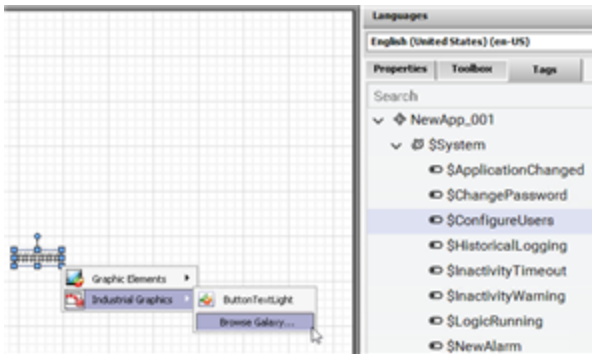 Languages
English (United States) (en-US)
Properties Toolbox Tags
Search
NewApp_001
$System
$ApplicationChanged
$ChangePassword
$ConfigureUsers
$HistoricalLogging
$InactivityTimeout
$InactivityWarning
$LogicRunning
$NewAlarm
Graphic Elements
Industrial Graphics
ButtonTextLight
Browse Galaxy...